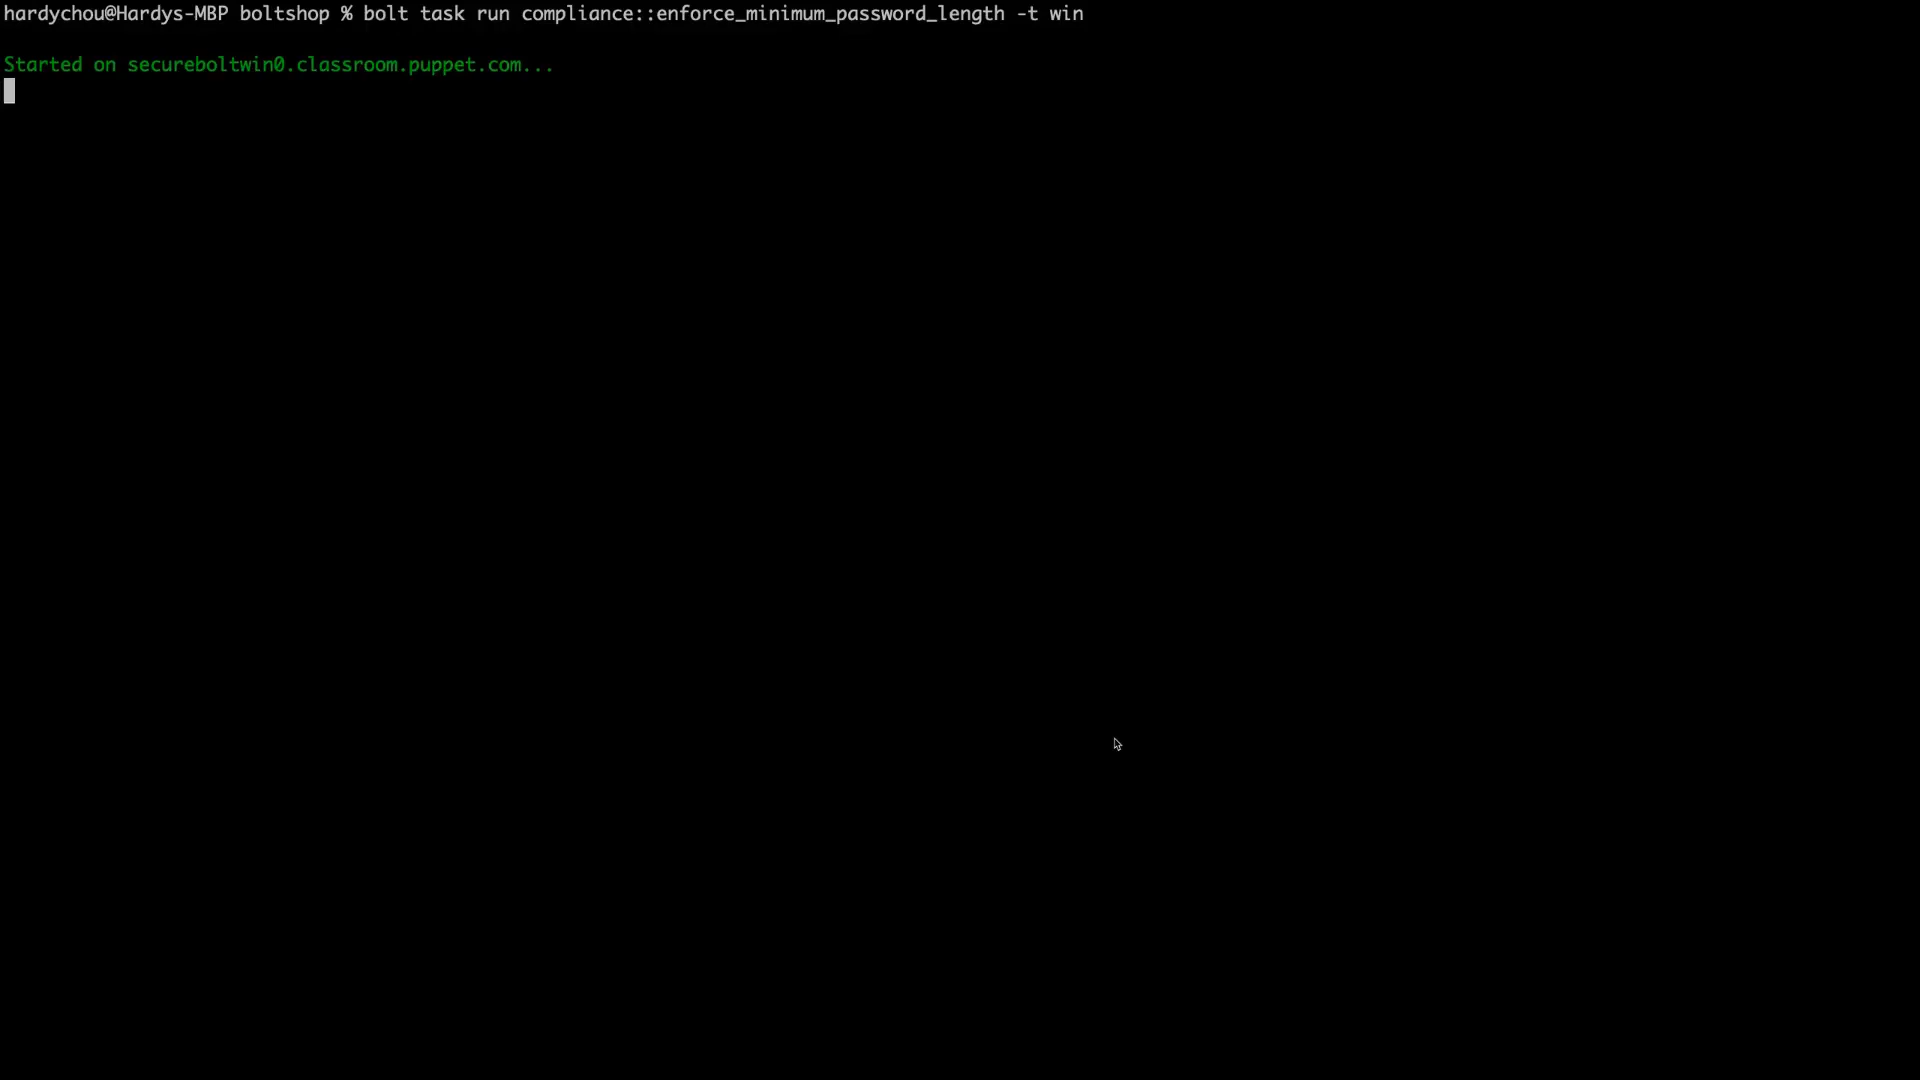 hardychou@Hardys-MBP boltshop % bolt task run compliance::enforce_minimum_password_length -t win
Started on secureboltwin0.classroom.puppet.com...